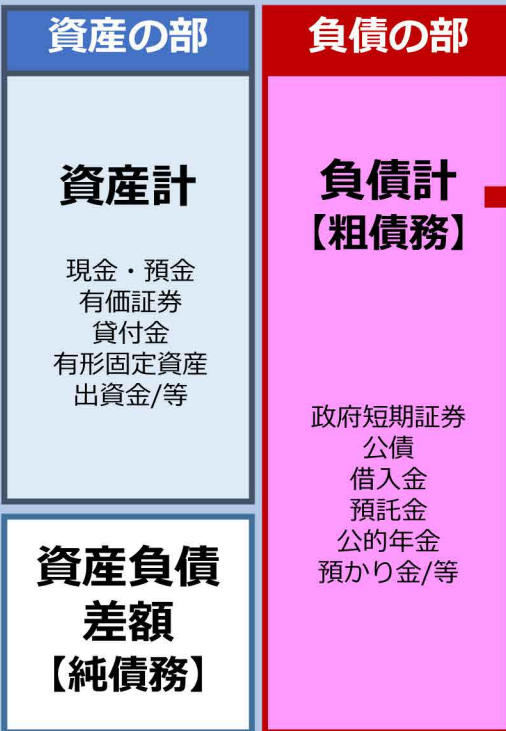 資産の部
資産計
現金・預金
有価証券
貸付金
有形固定資産
出資金/等
資産負債
差額
【純債務】
負債の部
負債計
【粗債務】
政府短期証券
公債
借入金
預託金
公的年金
預かり金/等